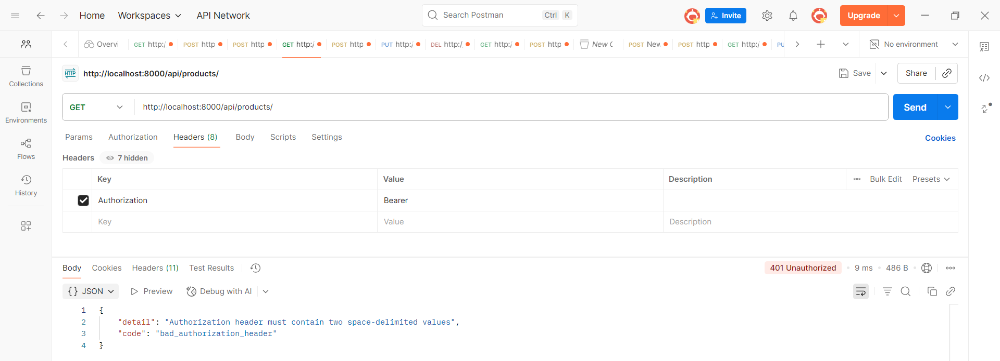 Home Workspaces API Network Search Postman Ctrl K Invite Upgrade
Overvi GET http:/ POST http POST http GET http:/ POST http PUT http:/ DEL http:/ GET http:/ POST http New C POST New POST http GET http:/ PU No environment
HTTP http://localhost:8000/api/products/ Save Share
Collections
GET http://localhost:8000/api/products/ Send
Environments
Params Authorization Headers (8) Body Scripts Settings Cookies
Flows
Headers 7 hidden
Key Value Description Bulk Edit Presets
History
Authorization Bearer
Key Value Description
Body Cookies Headers (11) Test Results 401 Unauthorized 9 ms 486 B
{} JSON Preview Debug with AI
1 {
2 "detail": "Authorization header must contain two space-delimited values",
3 "code": "bad_authorization_header"
4 }